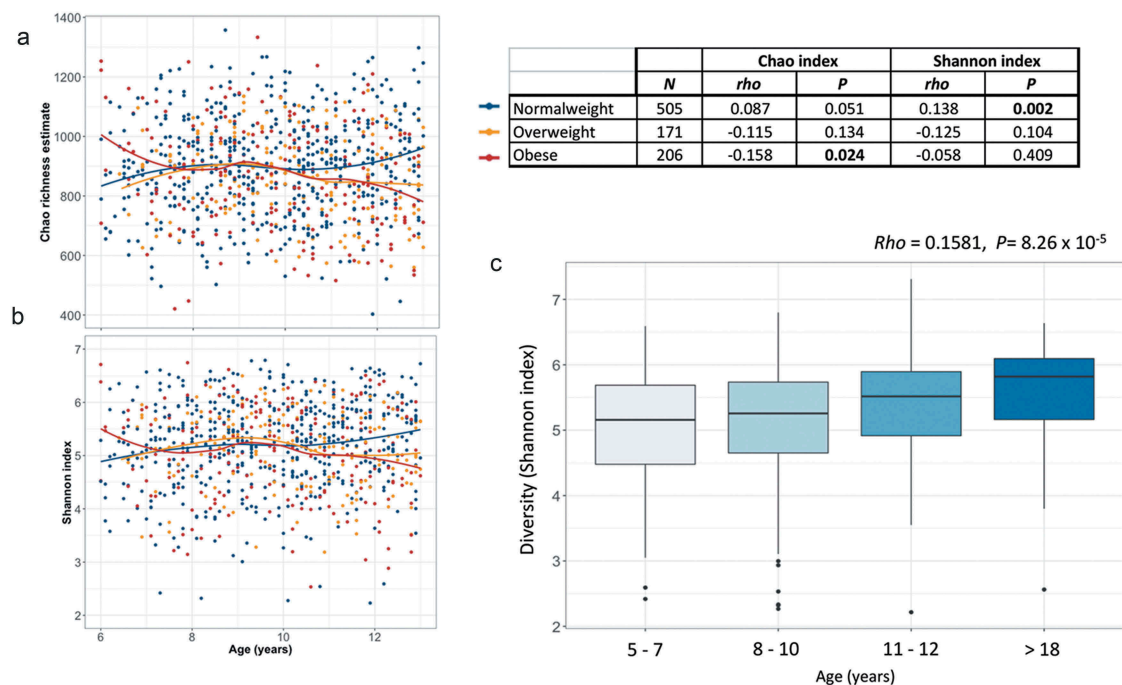 a
1400
1200
1000
800
600
400
Chao richness estimate
b
7
6
5
4
3
2
Shannon index
6 8 10 12
Age (years)
Chao index Shannon index
N rho P rho P
Normalweight 505 0.087 0.051 0.138 0.002
Overweight 171 -0.115 0.134 -0.125 0.104
Obese 206 -0.158 0.024 -0.058 0.409
Rho = 0.1581, P= 8.26 x 10-5
c
7
6
5
4
3
2
Diversity (Shannon index)
5 - 7 8 - 10 11 - 12 > 18
Age (years)